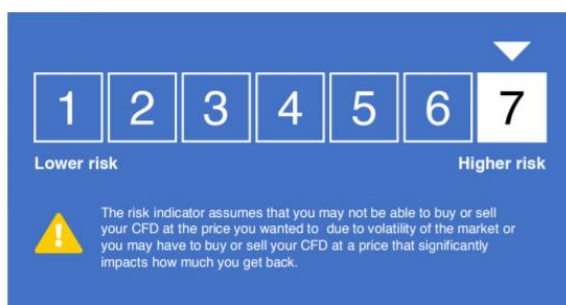 1 2 3 4 5 6 7
Lower risk Higher risk
The risk indicator assumes that you may not be able to buy or sell
your CFD at the price you wanted to due to volatility of the market or
you may have to buy or sell your CFD at a price that significantly
impacts how much you get back.